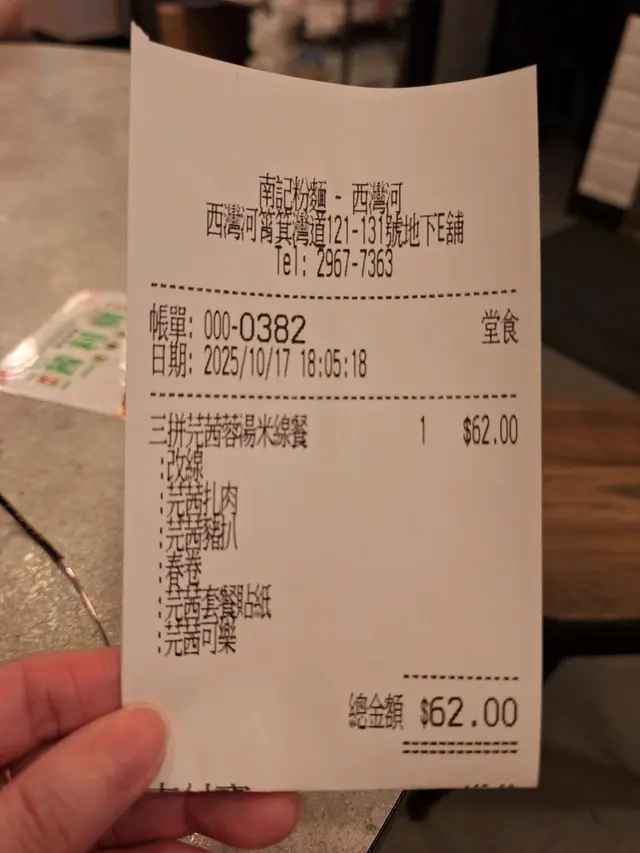 南記粉麵 - 西灣河
西灣河筲箕灣道121-131號地下E舖
Tel: 2967-7363
帳單: 000-0382 堂食
日期: 2025/10/17 18:05:18
三拼芫茜蓉湯米線餐 1 $62.00
:改線
:芫茜扎肉
:芫茜豬扒
:春卷
:芫茜套餐貼紙
:芫茜可樂
總金額 $62.00